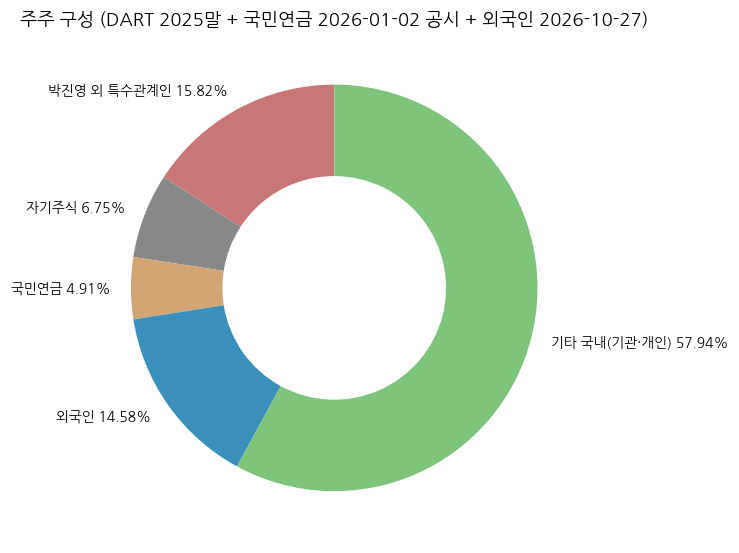 주주 구성 (DART 2025말 + 국민연금 2026-01-02 공시 + 외국인 2026-10-27)
박진영 외 특수관계인 15.82%
자기주식 6.75%
국민연금 4.91%
기타 국내(기관·개인) 57.94%
외국인 14.58%